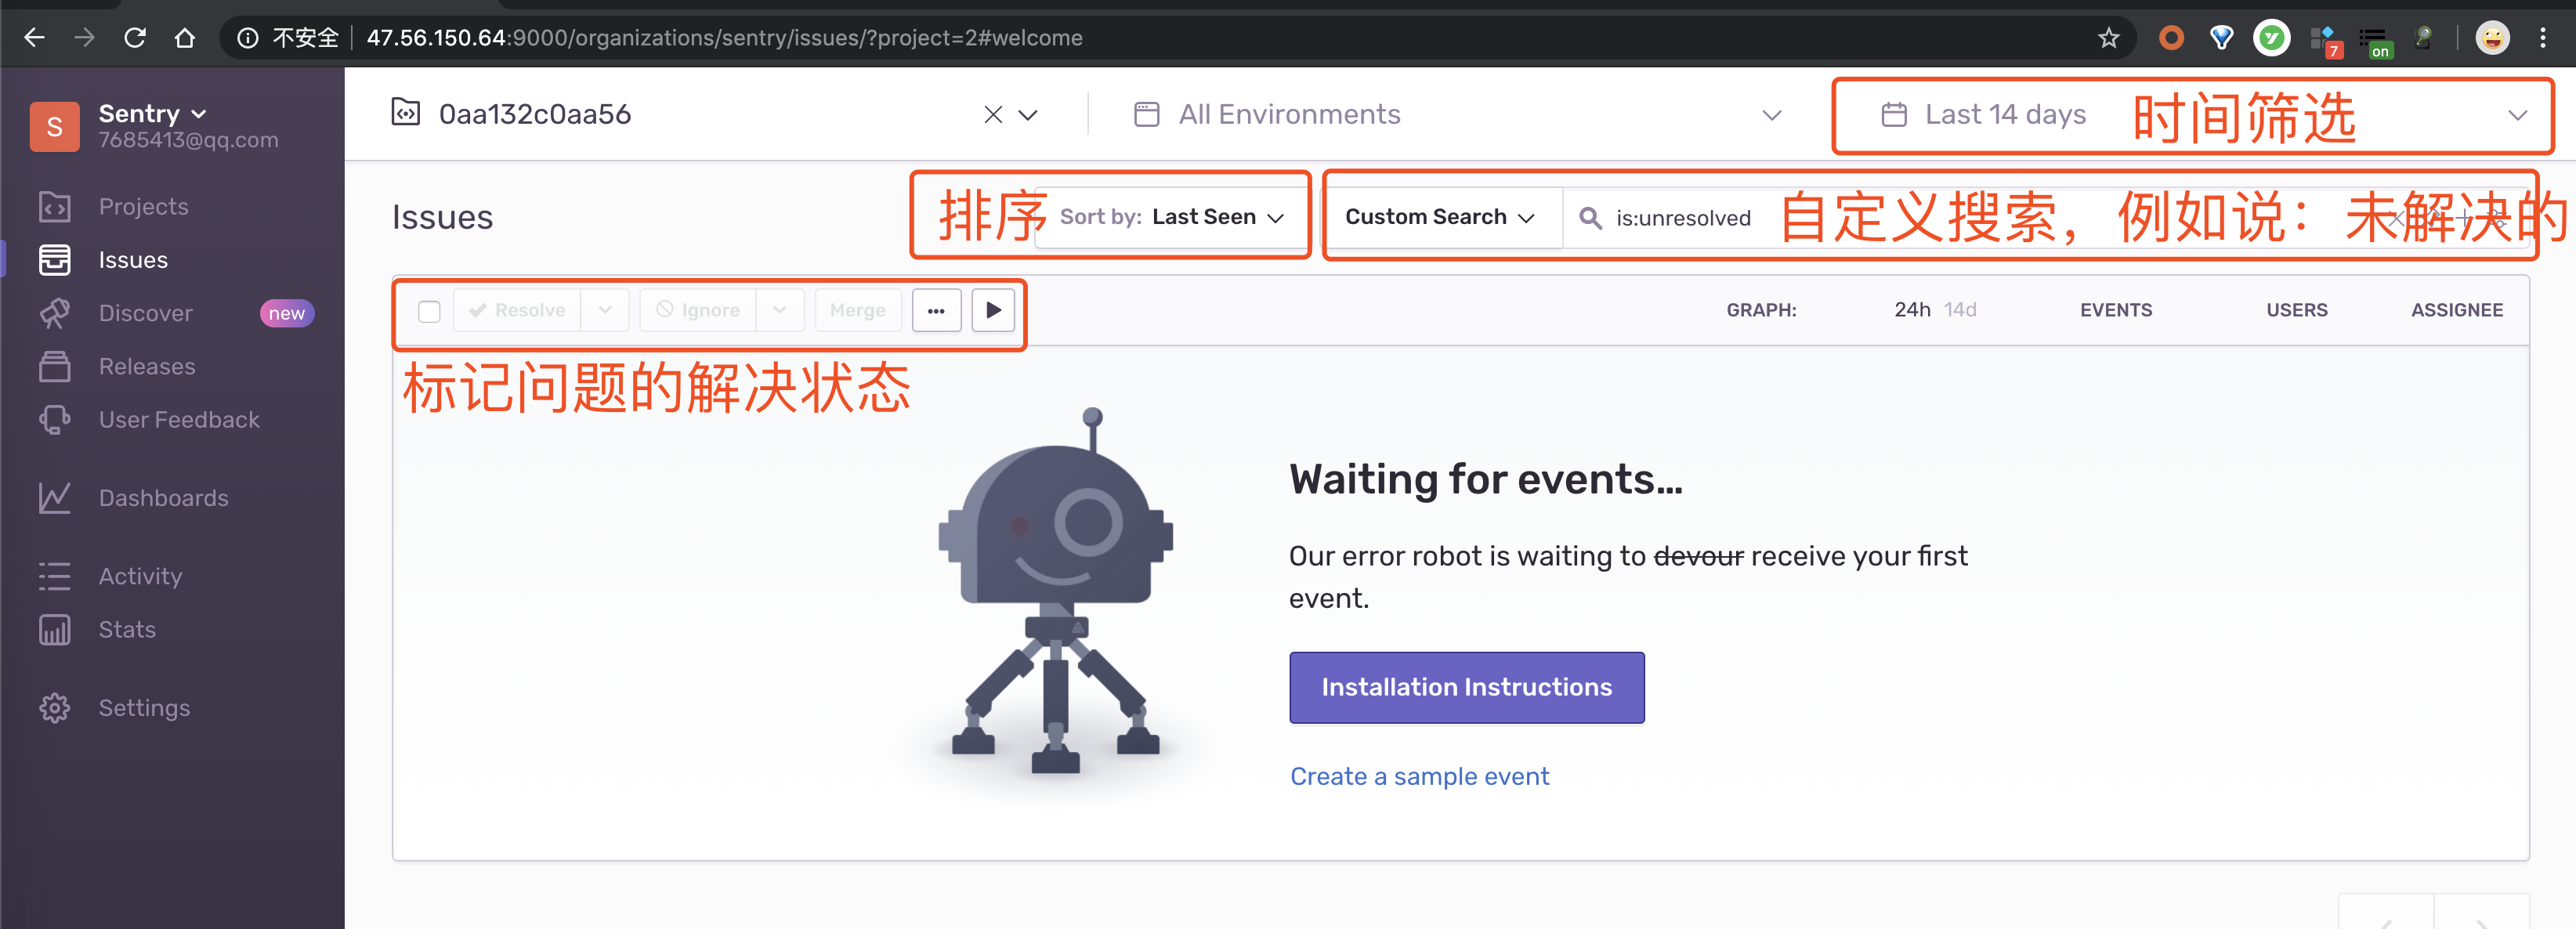 不安全 47.56.150.64:9000/organizations/sentry/issues/?project=2#welcome
7 on
S Sentry
7685413@qq.com
Projects
Issues
Discover new
Releases
User Feedback
Dashboards
Activity
Stats
Settings
0aa132c0aa56 All Environments Last 14 days 时间筛选
Issues 排序 Sort by: Last Seen Custom Search is:unresolved 自定义搜索，例如说：未解决的
Resolve Ignore Merge GRAPH: 24h 14d EVENTS USERS ASSIGNEE
标记问题的解决状态
Waiting for events…
Our error robot is waiting to devour receive your first
event.
Installation Instructions
Create a sample event